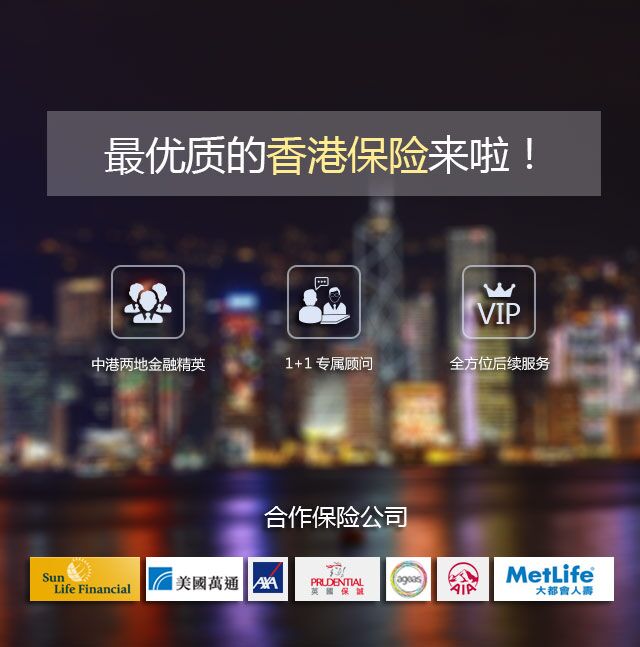 最优质的香港保险来啦！
VIP
中港两地金融精英
1+1 专属顾问
全方位后续服务
合作保险公司
Sun
Life Financial
美國萬通
AXA
PRUDENTIAL
英國保誠
ageas
AIA
MetLife®
大都會人壽